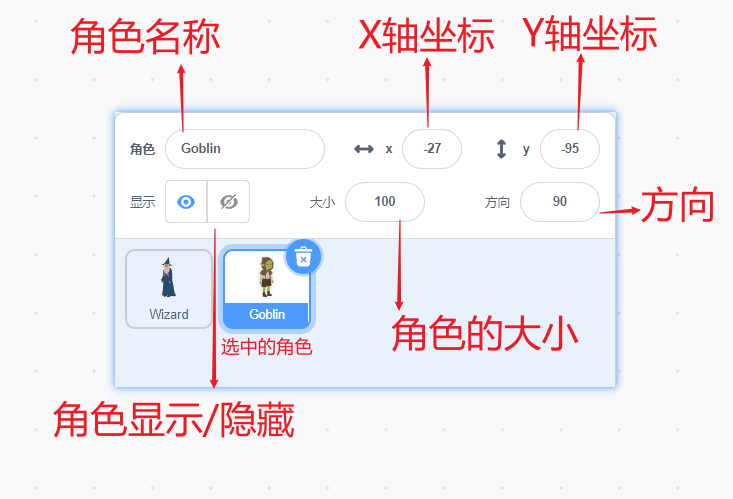 角色名称
X轴坐标
Y轴坐标
角色
Goblin
x
-27
y
-95
显示
大小
100
方向
90
方向
Wizard
Goblin
选中的角色
角色的大小
角色显示/隐藏